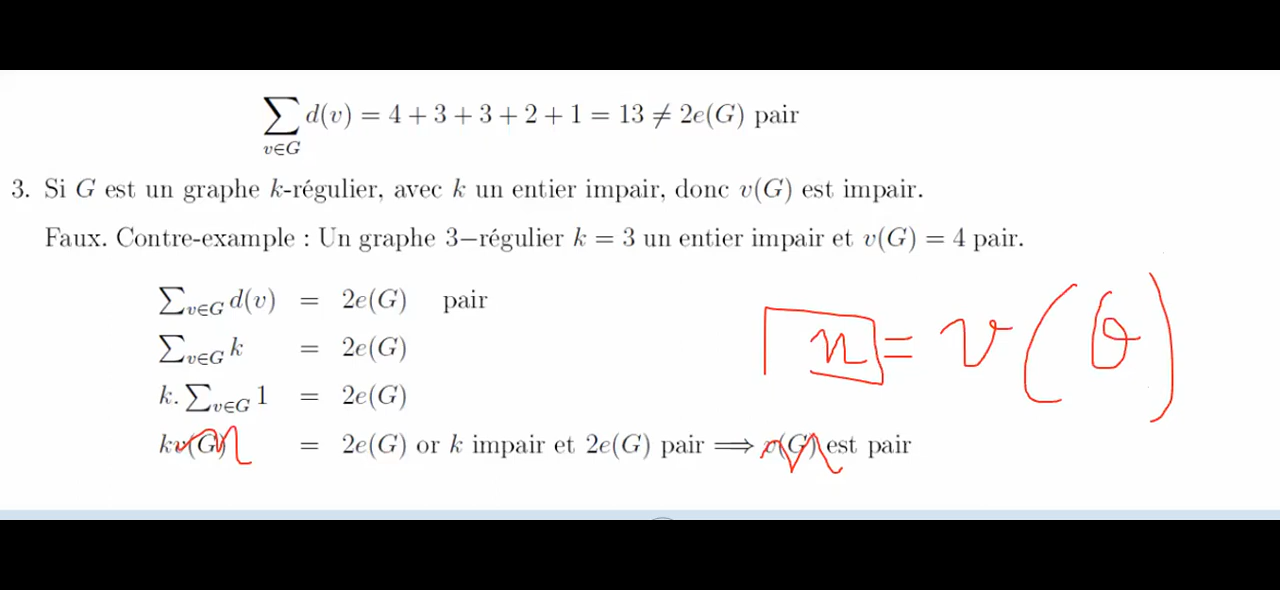 ∑_{v∈G} d(v) = 4 + 3 + 3 + 2 + 1 = 13 ≠ 2e(G) pair
3. Si G est un graphe k-régulier, avec k un entier impair, donc v(G) est impair.
Faux. Contre-example : Un graphe 3−régulier k = 3 un entier impair et v(G) = 4 pair.
∑_{v∈G} d(v) = 2e(G) pair
∑_{v∈G} k = 2e(G)
n = v(G)
k. ∑_{v∈G} 1 = 2e(G)
kv(G) n = 2e(G) or k impair et 2e(G) pair ⟹ v(G) n est pair